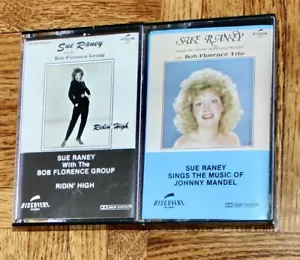 Sue Raney
Bob Florence Group
Ridin' High
SUE RANEY
With The
BOB FLORENCE GROUP
RIDIN' HIGH
DISCOVERY
SUE RANEY
Bob Florence Trio
SUE RANEY
SINGS THE MUSIC OF
JOHNNY MANDEL
DISCOVERY